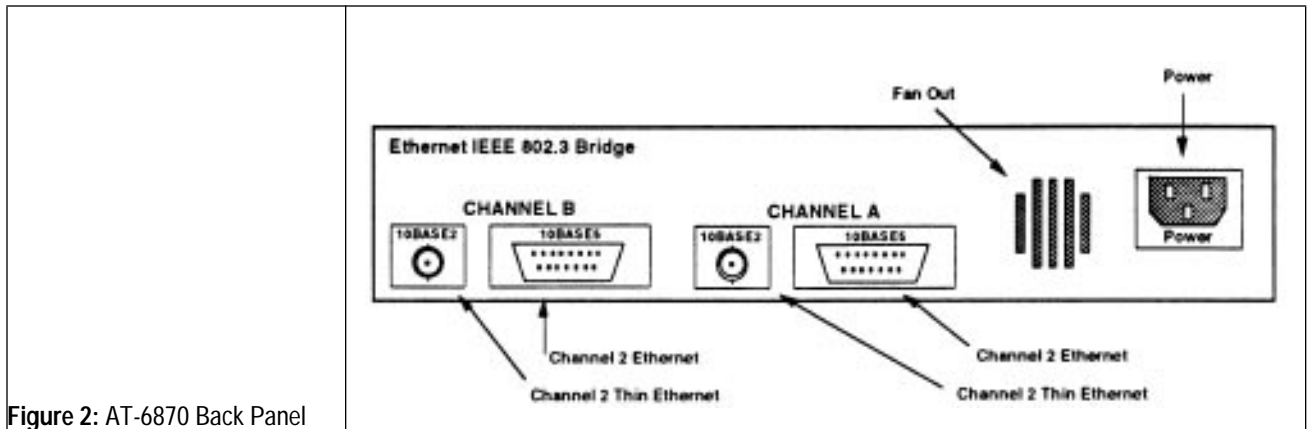 Power
Fan Out
Ethernet IEEE 802.3 Bridge
CHANNEL B
CHANNEL A
10BASE2
10BASE5
10BASE2
10BASE5
Power
Channel 2 Ethernet
Channel 2 Thin Ethernet
Channel 2 Ethernet
Channel 2 Thin Ethernet
Figure 2: AT-6870 Back Panel